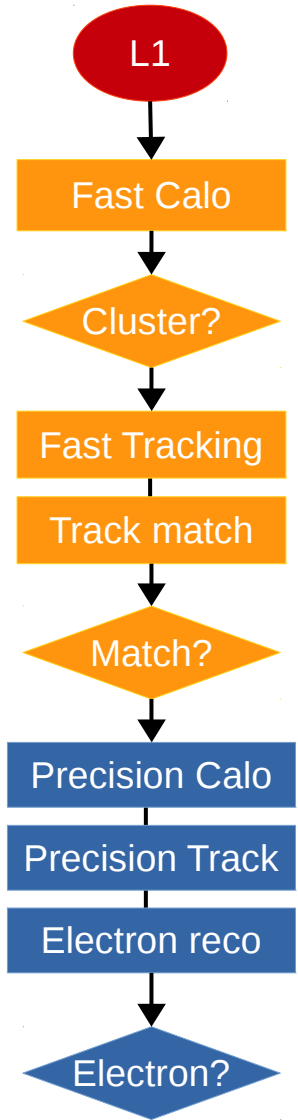 L1
Fast Calo
Cluster?
Fast Tracking
Track match
Match?
Precision Calo
Precision Track
Electron reco
Electron?